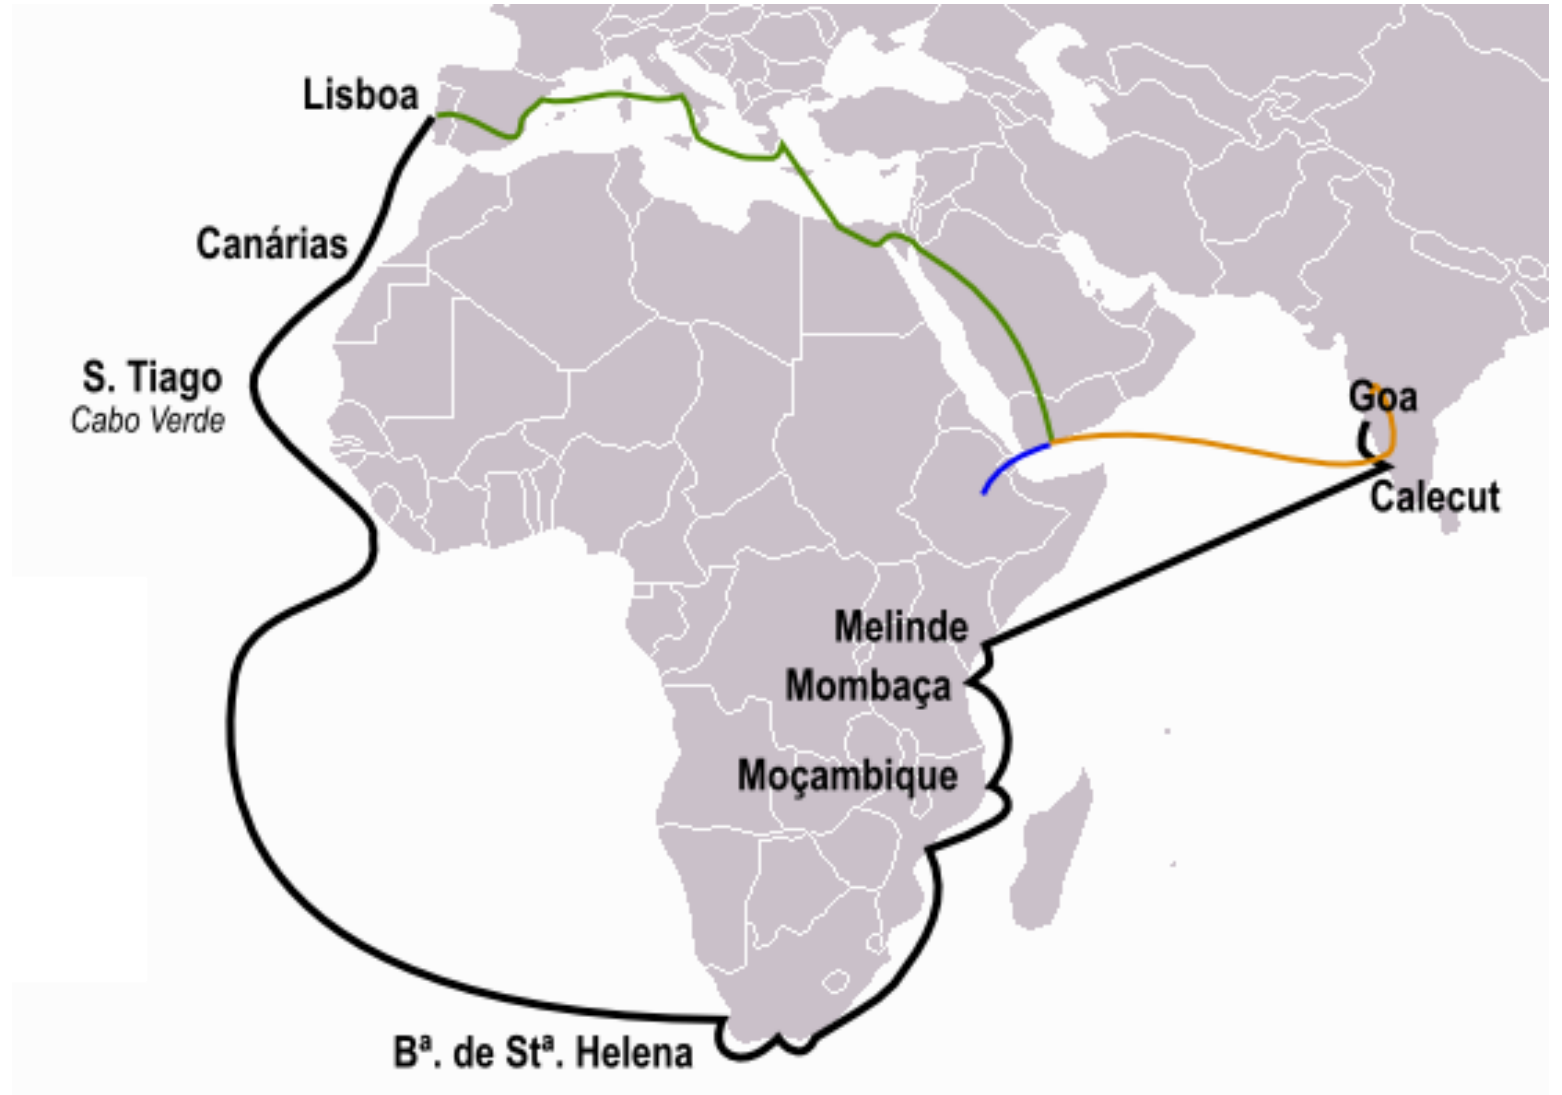 Lisboa
Canárias
S. Tiago
Cabo Verde
Goa
Calecut
Melinde
Mombaça
Moçambique
Bª. de Stª. Helena